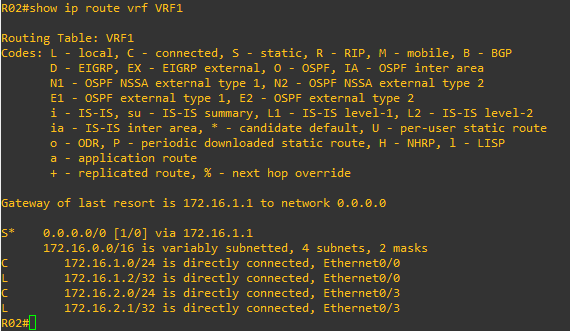 R02#show ip route vrf VRF1
Routing Table: VRF1
Codes: L - local, C - connected, S - static, R - RIP, M - mobile, B - BGP
D - EIGRP, EX - EIGRP external, O - OSPF, IA - OSPF inter area
N1 - OSPF NSSA external type 1, N2 - OSPF NSSA external type 2
E1 - OSPF external type 1, E2 - OSPF external type 2
i - IS-IS, su - IS-IS summary, L1 - IS-IS level-1, L2 - IS-IS level-2
ia - IS-IS inter area, * - candidate default, U - per-user static route
o - ODR, P - periodic downloaded static route, H - NHRP, l - LISP
a - application route
+ - replicated route, % - next hop override
Gateway of last resort is 172.16.1.1 to network 0.0.0.0
S* 0.0.0.0/0 [1/0] via 172.16.1.1
172.16.0.0/16 is variably subnetted, 4 subnets, 2 masks
C 172.16.1.0/24 is directly connected, Ethernet0/0
L 172.16.1.2/32 is directly connected, Ethernet0/0
C 172.16.2.0/24 is directly connected, Ethernet0/3
L 172.16.2.1/32 is directly connected, Ethernet0/3
R02#